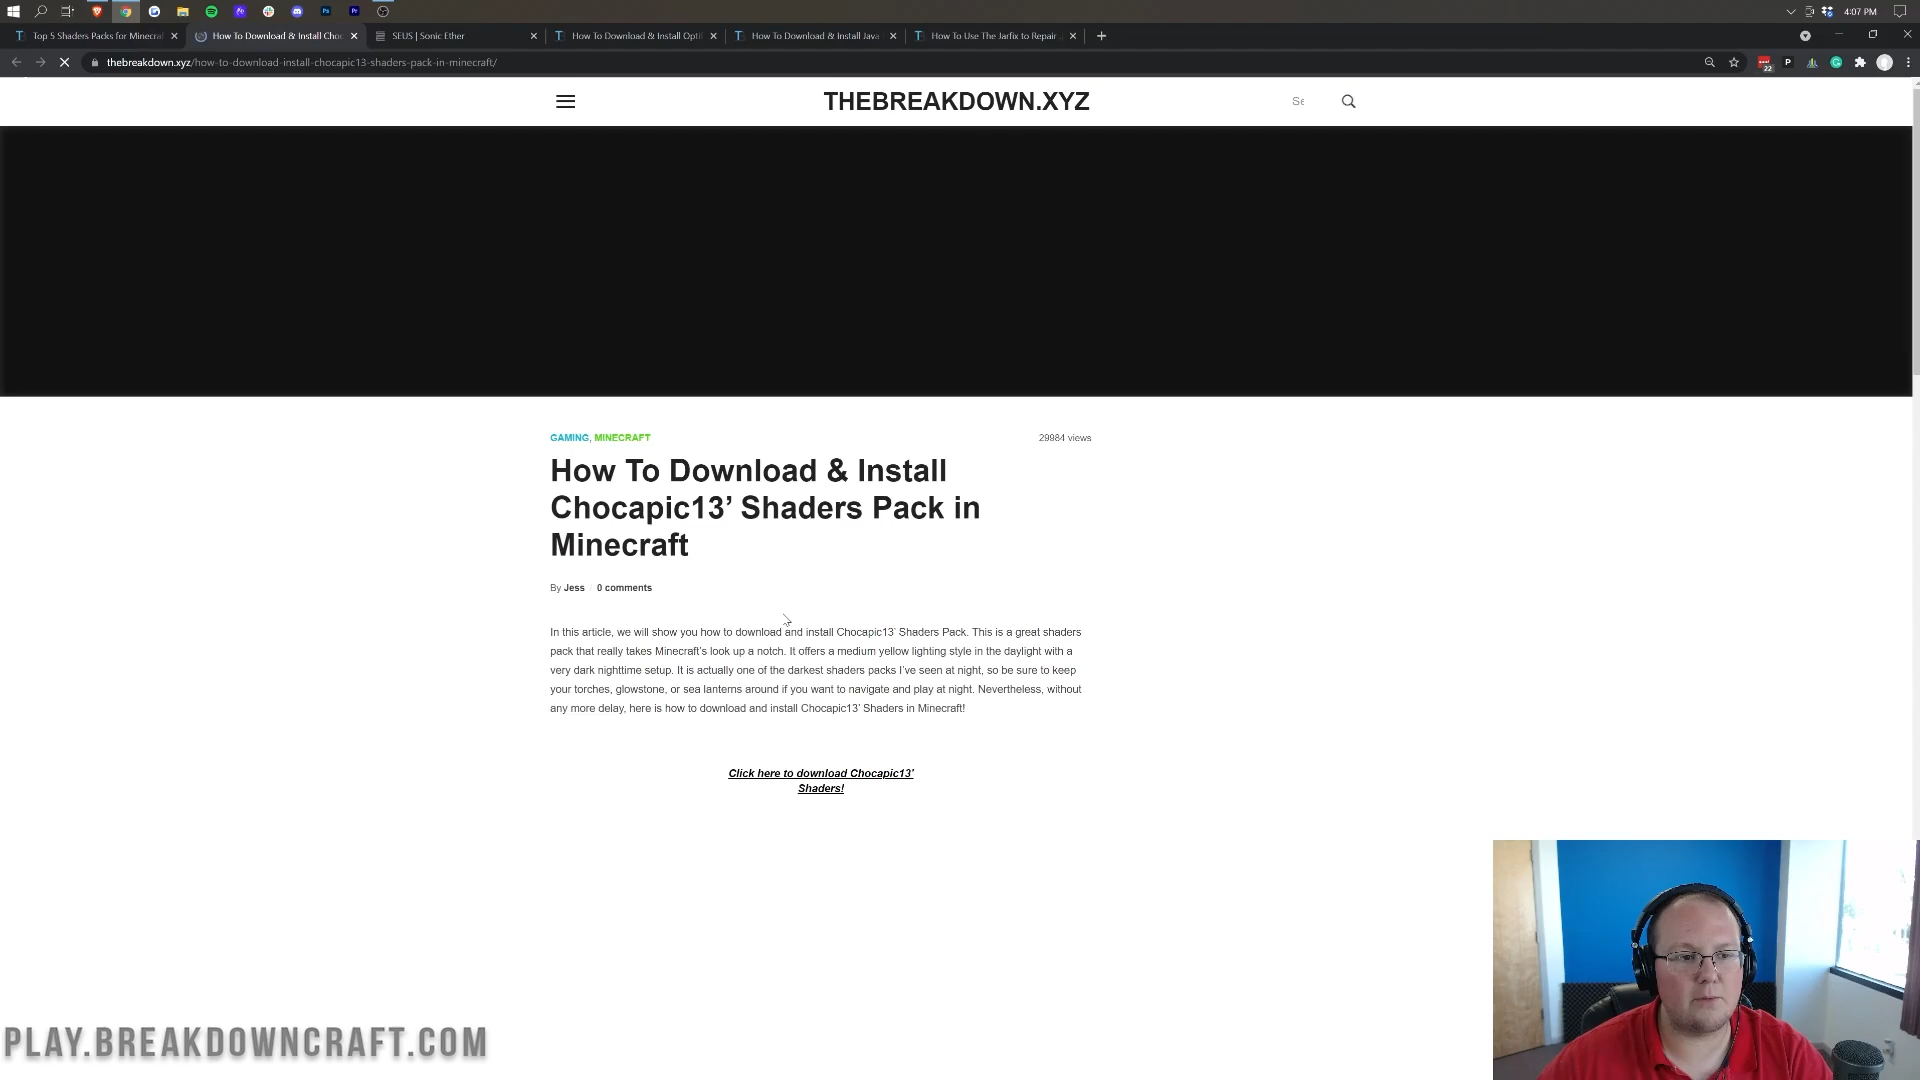 4:07 PM
Top 5 Shaders Packs for Minecraf
How To Download & Install Choc
SEUS | Sonic Ether
How To Download & Install Opti
How To Download & Install Java
How To Use The Jarfix to Repair
thebreakdown.xyz/how-to-download-install-chocapic13-shaders-pack-in-minecraft/
22
THEBREAKDOWN.XYZ
Se
GAMING, MINECRAFT
29984 views
How To Download & Install
Chocapic13’ Shaders Pack in
Minecraft
By Jess / 0 comments
In this article, we will show you how to download and install Chocapic13’ Shaders Pack. This is a great shaders
pack that really takes Minecraft’s look up a notch. It offers a medium yellow lighting style in the daylight with a
very dark nighttime setup. It is actually one of the darkest shaders packs I’ve seen at night, so be sure to keep
your torches, glowstone, or sea lanterns around if you want to navigate and play at night. Nevertheless, without
any more delay, here is how to download and install Chocapic13’ Shaders in Minecraft!
Click here to download Chocapic13’
Shaders!
PLAY.BREAKDOWNCRAFT.COM